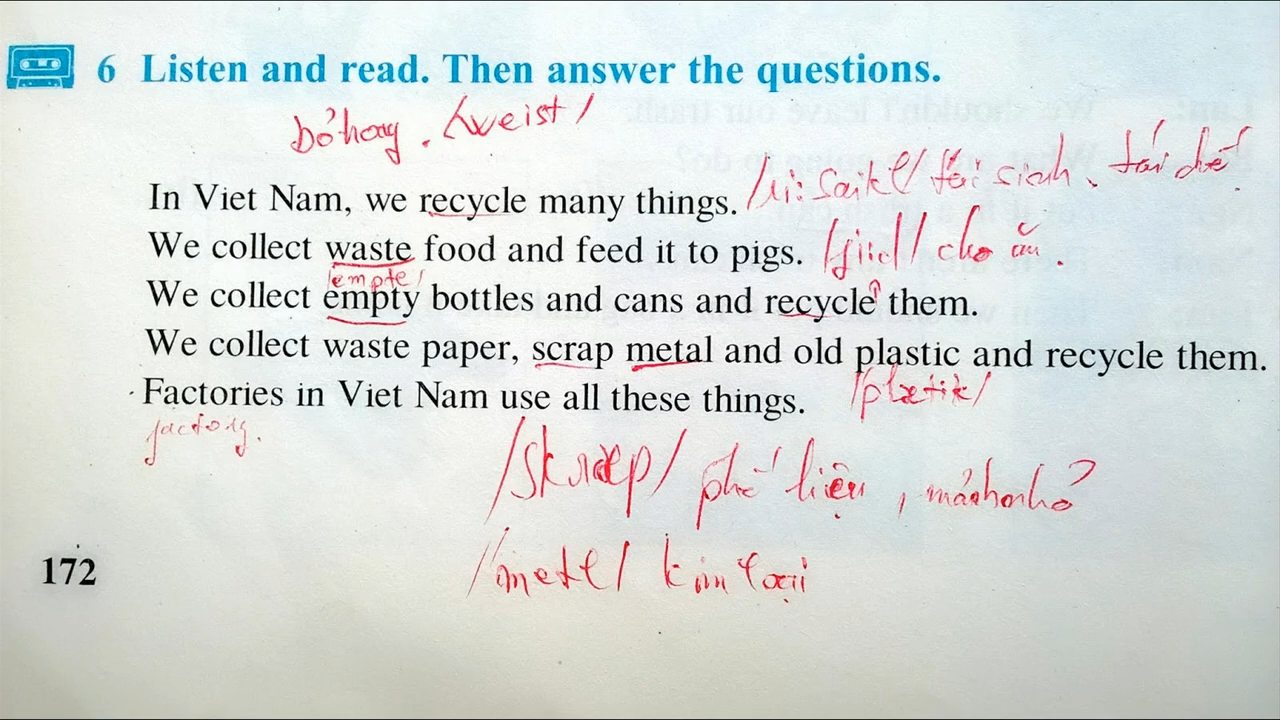 6 Listen and read. Then answer the questions.
bỏ hoang . /weist/
In Viet Nam, we recycle many things. /ri:saikl/ tái sinh, tái chế
We collect waste food and feed it to pigs. /fi:d/ cho ăn.
/empte/
We collect empty bottles and cans and recycle them.
We collect waste paper, scrap metal and old plastic and recycle them.
Factories in Viet Nam use all these things. /plætik/
factory.
/skræp/ phế liệu, mảnh nhỏ
/metl/ kim loại
172